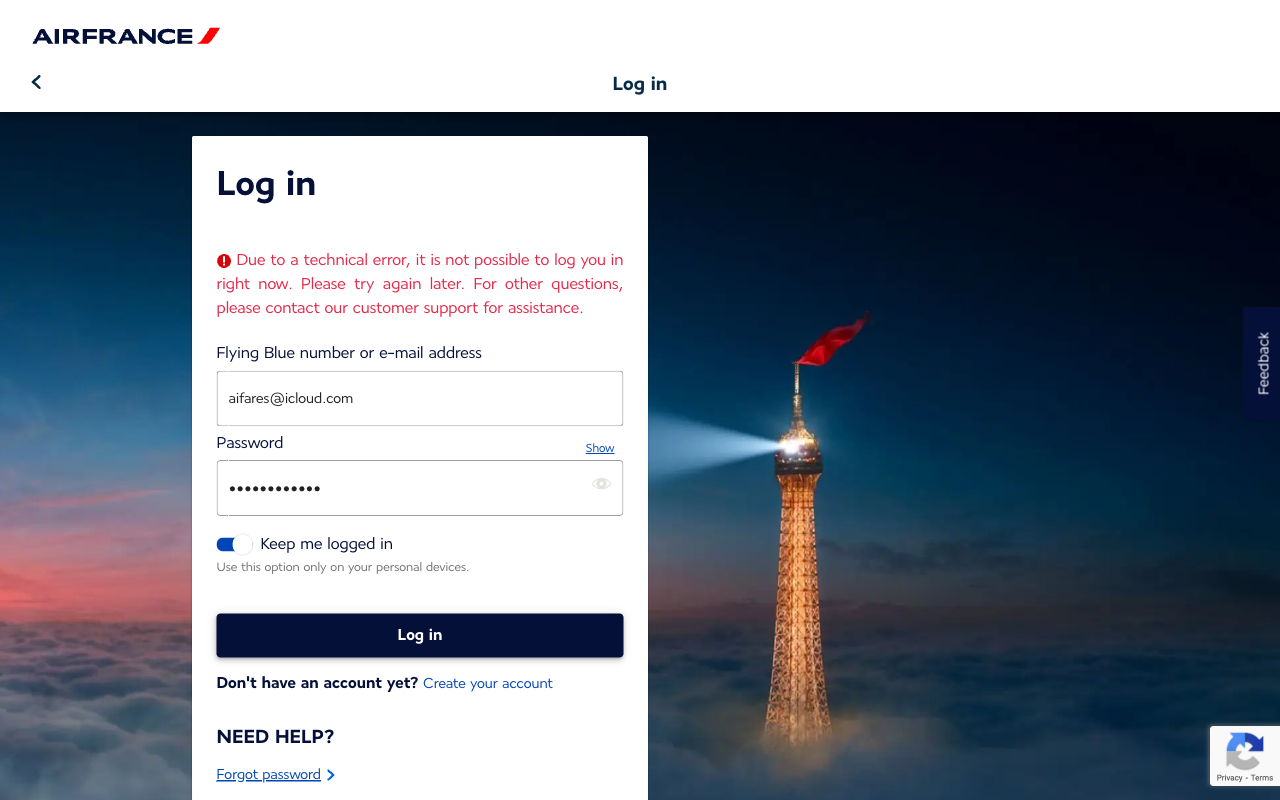 AIRFRANCE
Log in
Log in
Due to a technical error, it is not possible to log you in
right now. Please try again later. For other questions,
please contact our customer support for assistance.
Flying Blue number or e-mail address
aifares@icloud.com
Password
Show
Keep me logged in
Use this option only on your personal devices.
Log in
Don't have an account yet? Create your account
NEED HELP?
Forgot password
Feedback
Privacy - Terms